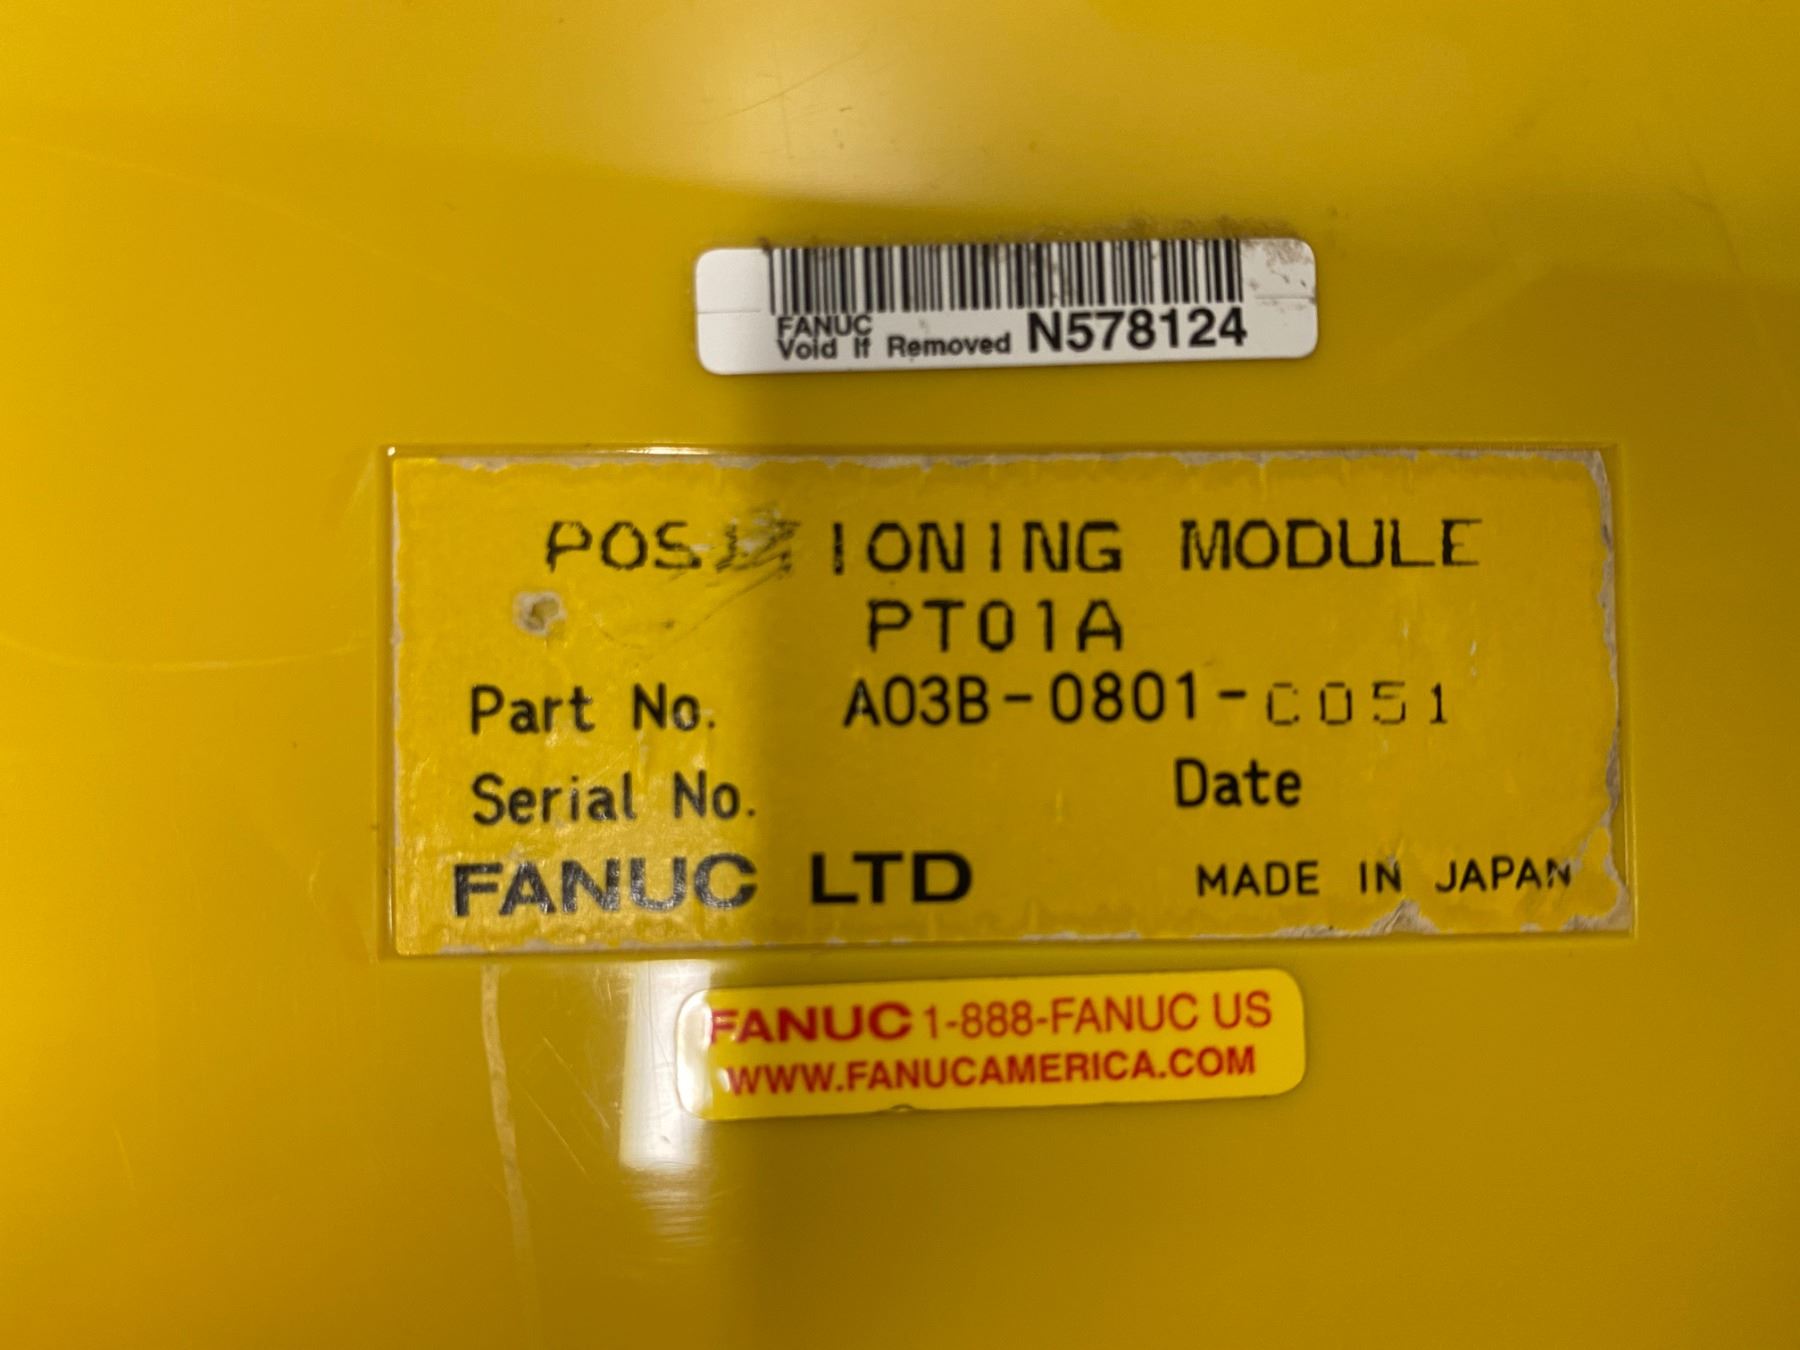 FANUC
Void If Removed N578124
POSITIONING MODULE
PT01A
Part No. A03B-0801-C051
Serial No. Date
FANUC LTD MADE IN JAPAN
FANUC 1-888-FANUC US
WWW.FANUCAMERICA.COM